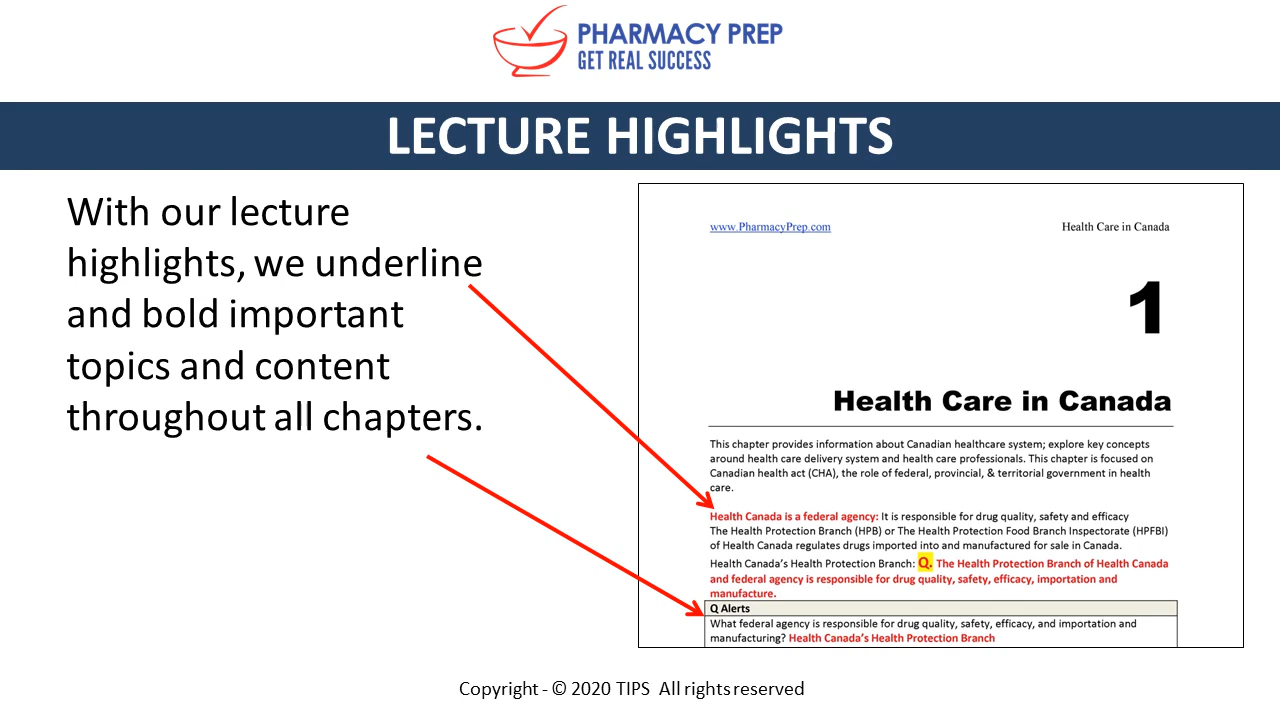 PHARMACY PREP
GET REAL SUCCESS
LECTURE HIGHLIGHTS
With our lecture
highlights, we underline
and bold important
topics and content
throughout all chapters.
www.PharmacyPrep.com Health Care in Canada
1
Health Care in Canada
This chapter provides information about Canadian healthcare system; explore key concepts
around health care delivery system and health care professionals. This chapter is focused on
Canadian health act (CHA), the role of federal, provincial, & territorial government in health
care.
Health Canada is a federal agency: It is responsible for drug quality, safety and efficacy
The Health Protection Branch (HPB) or The Health Protection Food Branch Inspectorate (HPFBI)
of Health Canada regulates drugs imported into and manufactured for sale in Canada.
Health Canada's Health Protection Branch: Q. The Health Protection Branch of Health Canada
and federal agency is responsible for drug quality, safety, efficacy, importation and
manufacture.
Q Alerts
What federal agency is responsible for drug quality, safety, efficacy, and importation and
manufacturing? Health Canada's Health Protection Branch
Copyright - © 2020 TIPS All rights reserved